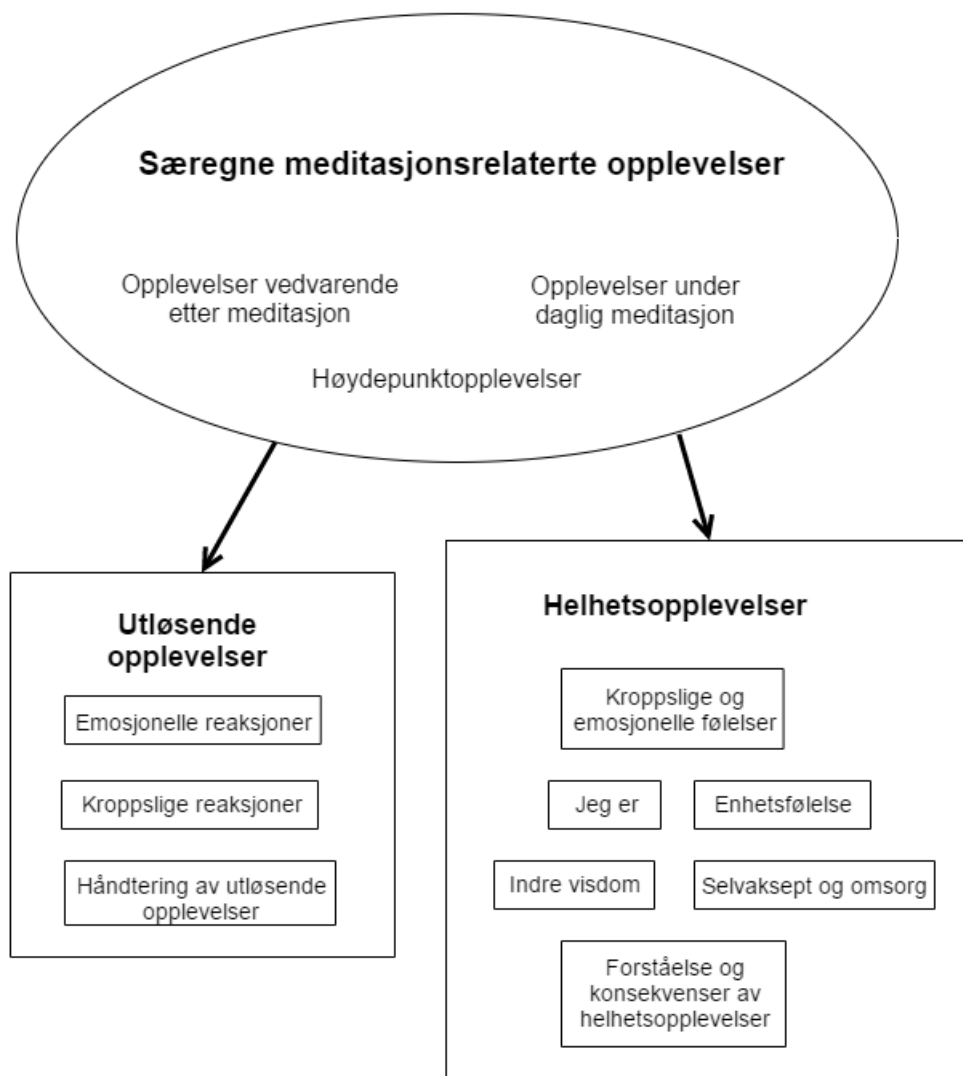 Særegne meditasjonsrelaterte opplevelser
Opplevelser vedvarende
etter meditasjon
Opplevelser under
daglig meditasjon
Høydepunktopplevelser
Utløsende
opplevelser
Emosjonelle reaksjoner
Kroppslige reaksjoner
Håndtering av utløsende
opplevelser
Helhetsopplevelser
Kroppslige og
emosjonelle følelser
Jeg er
Enhetsfølelse
Indre visdom
Selvaksept og omsorg
Forståelse og
konsekvenser av
helhetsopplevelser